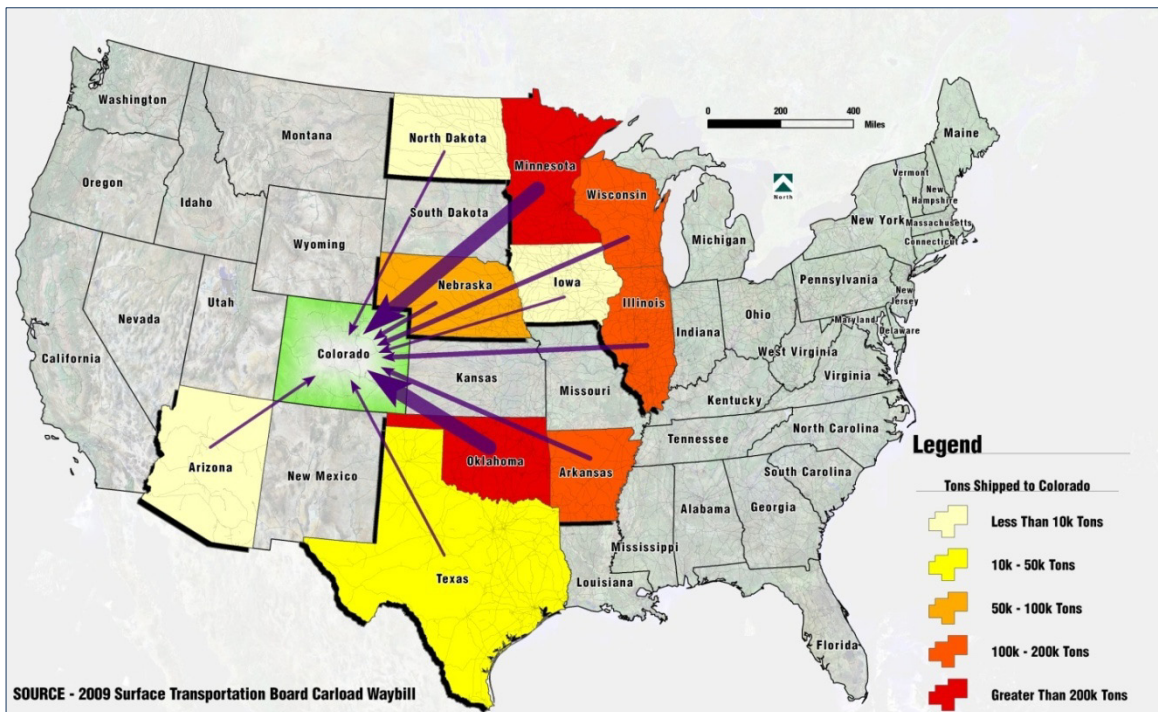 Washington
Oregon
California
Nevada
Idaho
Montana
Wyoming
Utah
Arizona
Colorado
New Mexico
North Dakota
South Dakota
Nebraska
Kansas
Oklahoma
Texas
Minnesota
Iowa
Missouri
Arkansas
Louisiana
Wisconsin
Illinois
Michigan
Indiana
Ohio
Kentucky
Tennessee
Mississippi
Alabama
Georgia
Florida
South Carolina
North Carolina
Virginia
West Virginia
Maryland
Delaware
New
Jersey
Pennsylvania
New York
Connecticut
Massachusetts
New
Hampshire
Vermont
Maine
0 200 400
Miles
North
Legend
Tons Shipped to Colorado
Less Than 10k Tons
10k - 50k Tons
50k - 100k Tons
100k - 200k Tons
Greater Than 200k Tons
SOURCE - 2009 Surface Transportation Board Carload Waybill